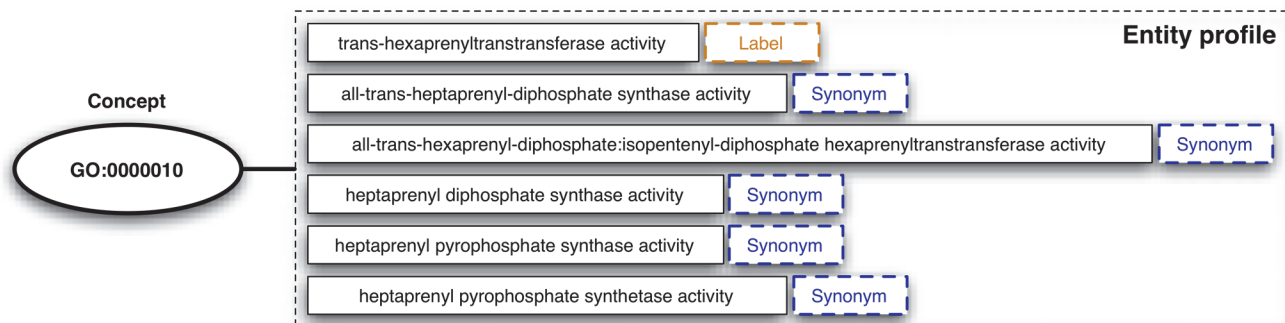 Entity profile
trans-hexaprenyltranstransferase activity Label
all-trans-heptaprenyl-diphosphate synthase activity Synonym
Concept
all-trans-hexaprenyl-diphosphate:isopentenyl-diphosphate hexaprenyltranstransferase activity Synonym
GO:0000010
heptaprenyl diphosphate synthase activity Synonym
heptaprenyl pyrophosphate synthase activity Synonym
heptaprenyl pyrophosphate synthetase activity Synonym